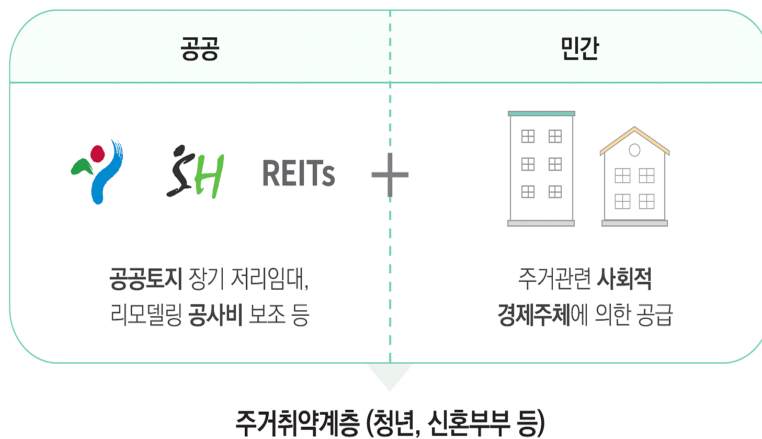 공공
민간
SH
REITs
+
공공토지 장기 저리임대,
리모델링 공사비 보조 등
주거관련 사회적
경제주체에 의한 공급
주거취약계층 (청년, 신혼부부 등)